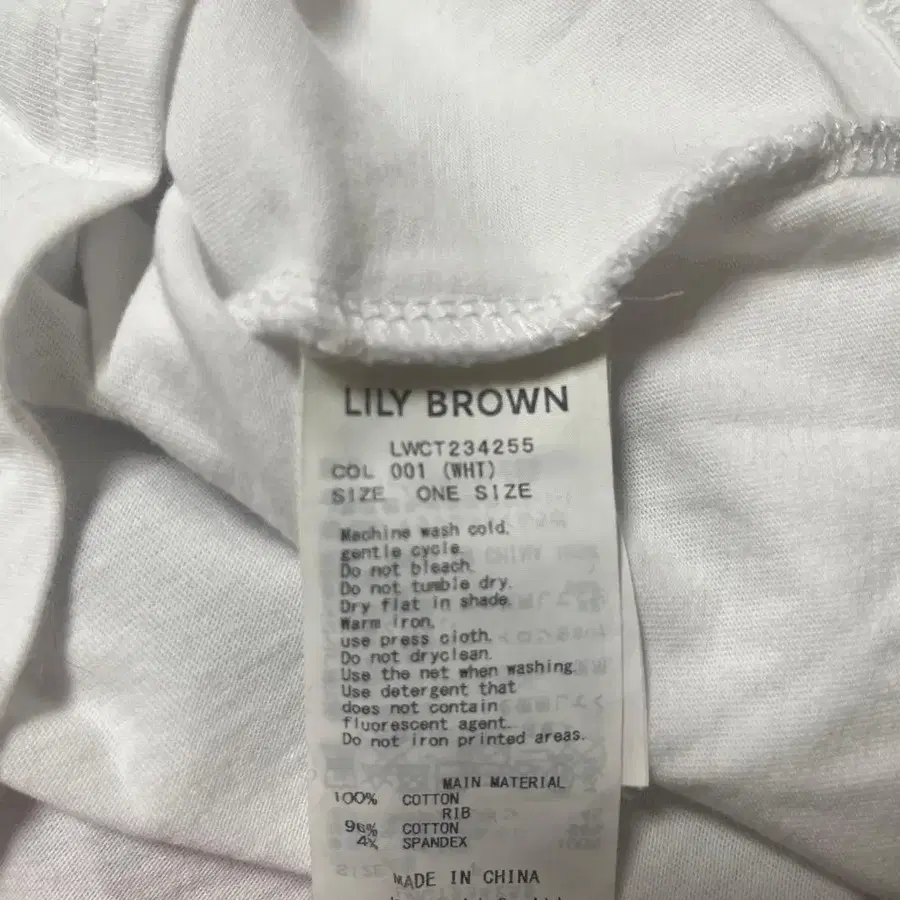 LILY BROWN
LWCT234255
COL 001 (WHT)
SIZE ONE SIZE
Machine wash cold.
gentle cycle.
Do not bleach.
Do not tumble dry.
Dry flat in shade.
Warm iron.
use press cloth.
Do not dryclean.
Use the net when washing
Use detergent that
does not contain
fluorescent agent.
Do not iron printed areas.
MAIN MATERIAL
100% COTTON
RIB
96% COTTON
4% SPANDEX
MADE IN CHINA